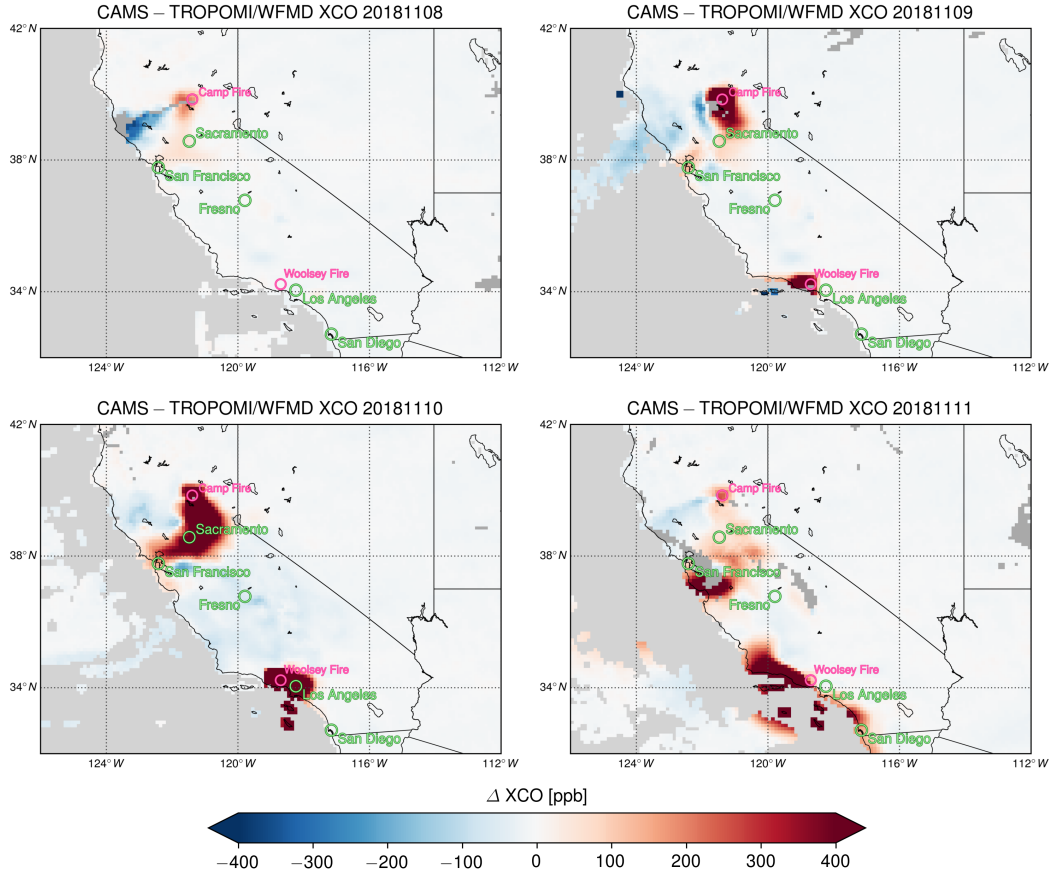 CAMS − TROPOMI/WFMD XCO 20181108
42° N
38° N
34° N
124° W
120° W
116° W
112° W
Camp Fire
Sacramento
San Francisco
Fresno
Woolsey Fire
Los Angeles
San Diego
CAMS − TROPOMI/WFMD XCO 20181109
42° N
38° N
34° N
124° W
120° W
116° W
112° W
Camp Fire
Sacramento
San Francisco
Fresno
Woolsey Fire
Los Angeles
San Diego
CAMS − TROPOMI/WFMD XCO 20181110
42° N
38° N
34° N
124° W
120° W
116° W
112° W
Camp Fire
Sacramento
San Francisco
Fresno
Woolsey Fire
Los Angeles
San Diego
CAMS − TROPOMI/WFMD XCO 20181111
42° N
38° N
34° N
124° W
120° W
116° W
112° W
Camp Fire
Sacramento
San Francisco
Fresno
Woolsey Fire
Los Angeles
San Diego
Δ XCO [ppb]
−400 −300 −200 −100 0 100 200 300 400